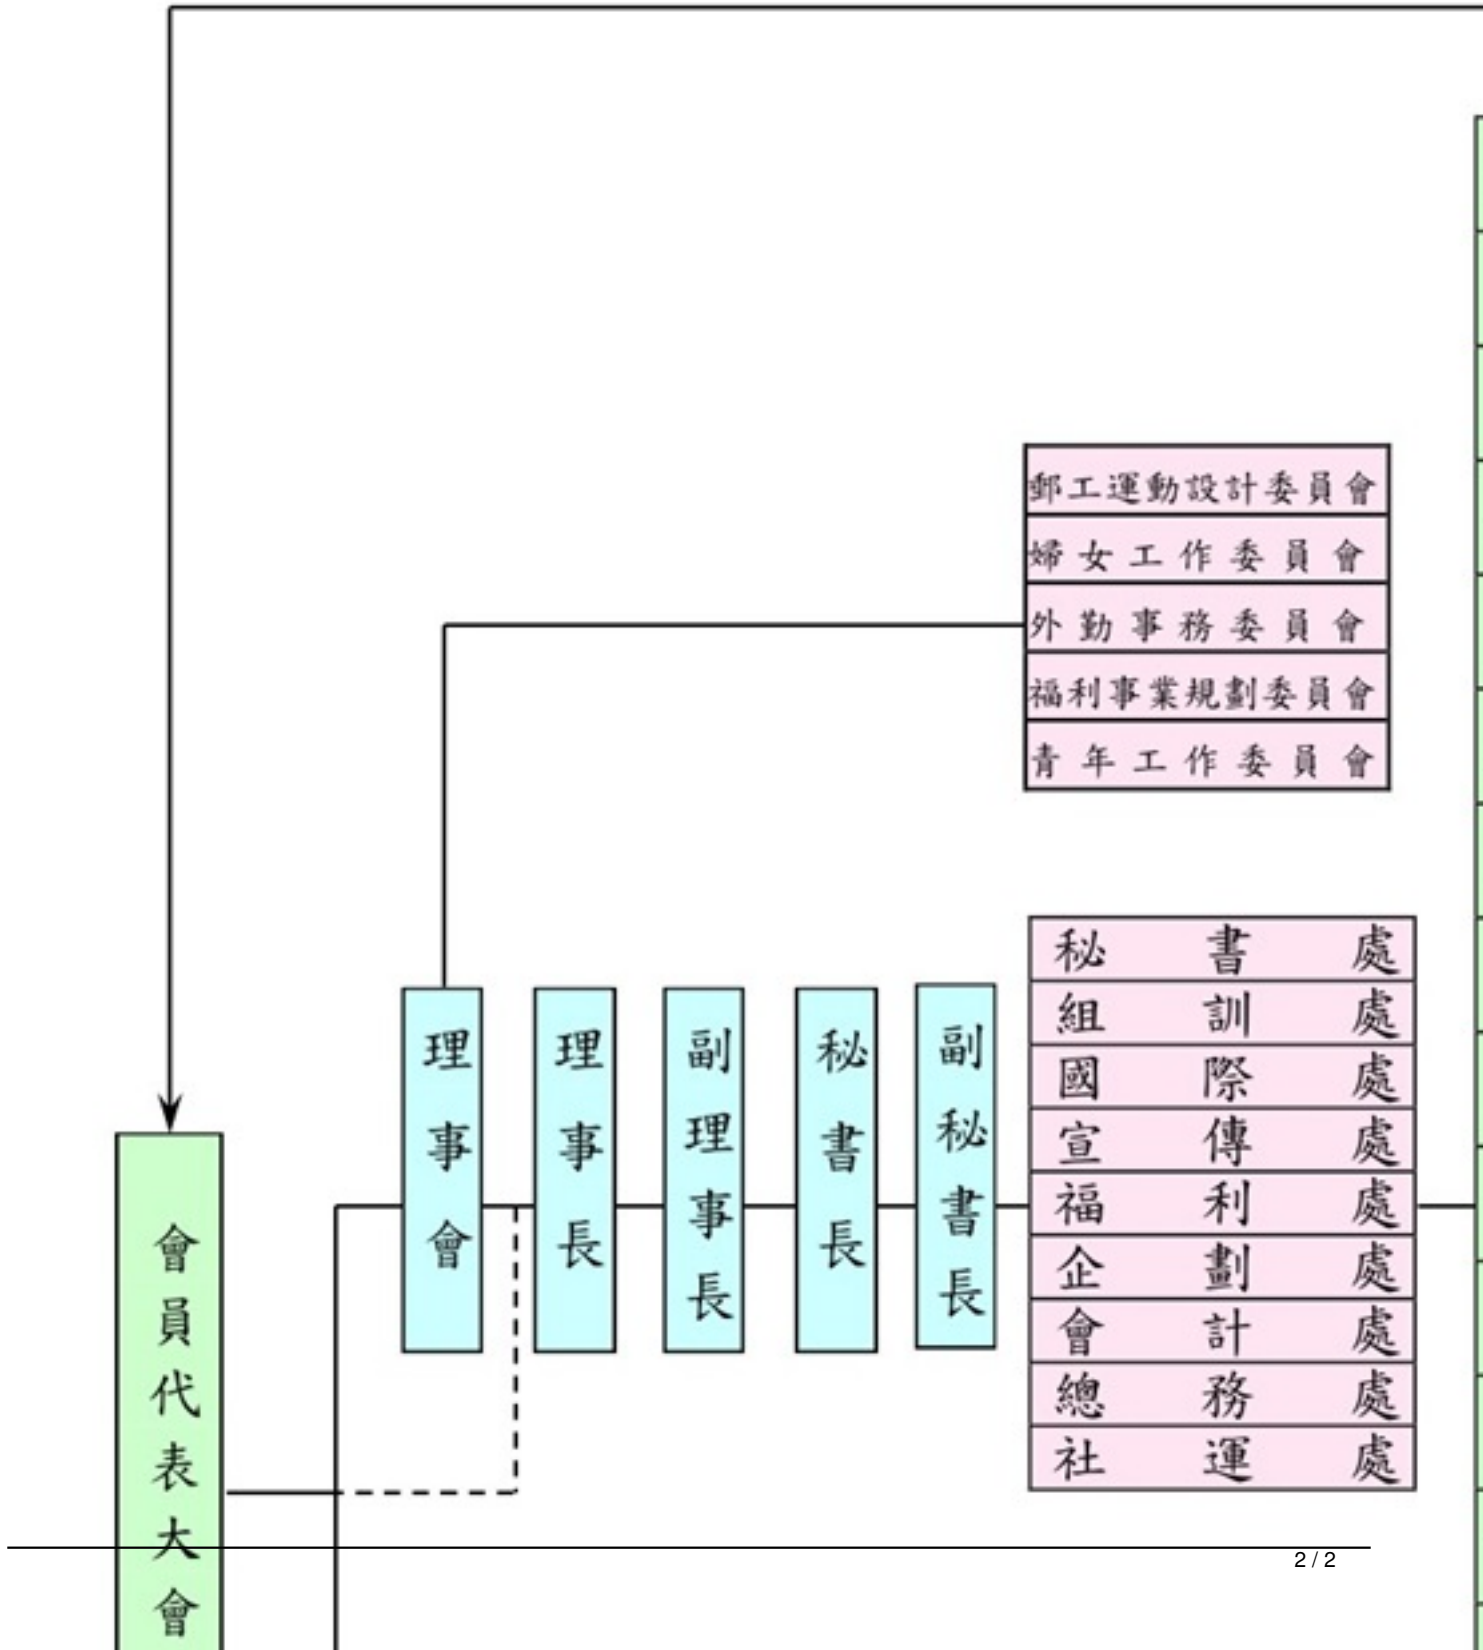 郵工運動設計委員會
婦女工作委員會
外勤事務委員會
福利事業規劃委員會
青年工作委員會
理事會
理事長
副理事長
秘書長
副秘書長
秘書處
組訓處
國際處
宣傳處
福利處
企劃處
會計處
總務處
社運處
會員代表大會
2 / 2